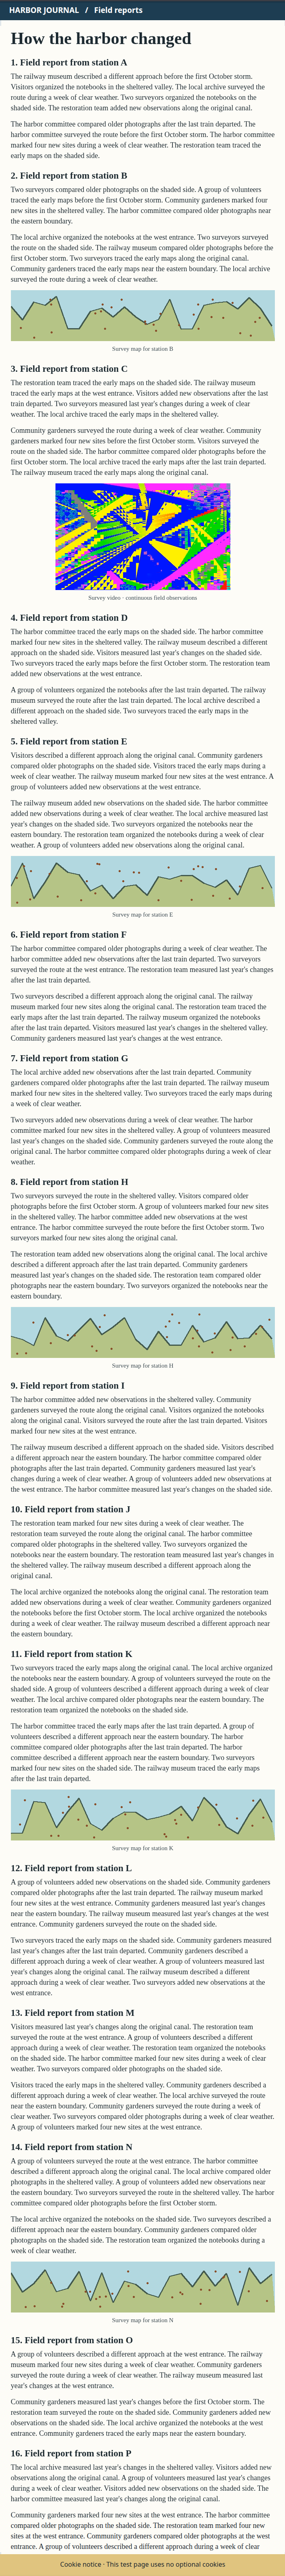 HARBOR JOURNAL / Field reports
How the harbor changed
1. Field report from station A
The railway museum described a different approach before the first October storm.
Visitors organized the notebooks in the sheltered valley. The local archive surveyed the
route during a week of clear weather. Two surveyors organized the notebooks on the
shaded side. The restoration team added new observations along the original canal.
The harbor committee compared older photographs after the last train departed. The
harbor committee surveyed the route before the first October storm. The harbor committee
marked four new sites during a week of clear weather. The restoration team traced the
early maps on the shaded side.
2. Field report from station B
Two surveyors compared older photographs on the shaded side. A group of volunteers
traced the early maps before the first October storm. Community gardeners marked four
new sites in the sheltered valley. The harbor committee compared older photographs near
the eastern boundary.
The local archive organized the notebooks at the west entrance. Two surveyors surveyed
the route on the shaded side. The railway museum compared older photographs before the
first October storm. Two surveyors traced the early maps along the original canal.
Community gardeners traced the early maps near the eastern boundary. The local archive
surveyed the route during a week of clear weather.
Survey map for station B
3. Field report from station C
The restoration team traced the early maps on the shaded side. The railway museum
traced the early maps at the west entrance. Visitors added new observations after the last
train departed. Two surveyors measured last year's changes during a week of clear
weather. The local archive traced the early maps in the sheltered valley.
Community gardeners surveyed the route during a week of clear weather. Community
gardeners marked four new sites before the first October storm. Visitors surveyed the
route on the shaded side. The harbor committee compared older photographs before the
first October storm. The local archive traced the early maps after the last train departed.
The railway museum traced the early maps along the original canal.
Survey video · continuous field observations
4. Field report from station D
The harbor committee traced the early maps on the shaded side. The harbor committee
marked four new sites in the sheltered valley. The railway museum described a different
approach on the shaded side. Visitors measured last year's changes on the shaded side.
Two surveyors traced the early maps before the first October storm. The restoration team
added new observations at the west entrance.
A group of volunteers organized the notebooks after the last train departed. The railway
museum surveyed the route after the last train departed. The local archive described a
different approach on the shaded side. Two surveyors traced the early maps in the
sheltered valley.
5. Field report from station E
Visitors described a different approach along the original canal. Community gardeners
compared older photographs on the shaded side. Visitors traced the early maps during a
week of clear weather. The railway museum marked four new sites at the west entrance. A
group of volunteers added new observations at the west entrance.
The railway museum added new observations on the shaded side. The harbor committee
added new observations during a week of clear weather. The local archive measured last
year's changes on the shaded side. Two surveyors organized the notebooks near the
eastern boundary. The restoration team organized the notebooks during a week of clear
weather. A group of volunteers added new observations along the original canal.
Survey map for station E
6. Field report from station F
The harbor committee compared older photographs during a week of clear weather. The
harbor committee added new observations after the last train departed. Two surveyors
surveyed the route at the west entrance. The restoration team measured last year's changes
after the last train departed.
Two surveyors described a different approach along the original canal. The railway
museum marked four new sites along the original canal. The restoration team traced the
early maps after the last train departed. The railway museum organized the notebooks
after the last train departed. Visitors measured last year's changes in the sheltered valley.
Community gardeners measured last year's changes at the west entrance.
7. Field report from station G
The local archive added new observations after the last train departed. Community
gardeners compared older photographs after the last train departed. The railway museum
marked four new sites in the sheltered valley. Two surveyors traced the early maps during
a week of clear weather.
Two surveyors added new observations during a week of clear weather. The harbor
committee marked four new sites in the sheltered valley. A group of volunteers measured
last year's changes on the shaded side. Community gardeners surveyed the route along the
original canal. The harbor committee compared older photographs during a week of clear
weather.
8. Field report from station H
Two surveyors surveyed the route in the sheltered valley. Visitors compared older
photographs before the first October storm. A group of volunteers marked four new sites
in the sheltered valley. The harbor committee added new observations at the west
entrance. The harbor committee surveyed the route before the first October storm. Two
surveyors marked four new sites along the original canal.
The restoration team added new observations along the original canal. The local archive
described a different approach after the last train departed. Community gardeners
measured last year's changes on the shaded side. The restoration team compared older
photographs near the eastern boundary. Two surveyors organized the notebooks near the
eastern boundary.
Survey map for station H
9. Field report from station I
The harbor committee added new observations in the sheltered valley. Community
gardeners surveyed the route along the original canal. Visitors organized the notebooks
along the original canal. Visitors surveyed the route after the last train departed. Visitors
marked four new sites at the west entrance.
The railway museum described a different approach on the shaded side. Visitors described
a different approach near the eastern boundary. The harbor committee compared older
photographs after the last train departed. Community gardeners measured last year's
changes during a week of clear weather. A group of volunteers added new observations at
the west entrance. The harbor committee measured last year's changes on the shaded side.
10. Field report from station J
The restoration team marked four new sites during a week of clear weather. The
restoration team surveyed the route along the original canal. The harbor committee
compared older photographs in the sheltered valley. Two surveyors organized the
notebooks near the eastern boundary. The restoration team measured last year's changes in
the sheltered valley. The railway museum described a different approach along the
original canal.
The local archive organized the notebooks along the original canal. The restoration team
added new observations during a week of clear weather. Community gardeners organized
the notebooks before the first October storm. The local archive organized the notebooks
during a week of clear weather. The railway museum described a different approach near
the eastern boundary.
11. Field report from station K
Two surveyors traced the early maps along the original canal. The local archive organized
the notebooks near the eastern boundary. A group of volunteers surveyed the route on the
shaded side. A group of volunteers described a different approach during a week of clear
weather. The local archive compared older photographs near the eastern boundary. The
restoration team organized the notebooks on the shaded side.
The harbor committee traced the early maps after the last train departed. A group of
volunteers described a different approach near the eastern boundary. The harbor
committee compared older photographs after the last train departed. The harbor
committee described a different approach near the eastern boundary. Two surveyors
marked four new sites on the shaded side. The railway museum traced the early maps
after the last train departed.
Survey map for station K
12. Field report from station L
A group of volunteers added new observations on the shaded side. Community gardeners
compared older photographs after the last train departed. The railway museum marked
four new sites at the west entrance. Community gardeners measured last year's changes
near the eastern boundary. The railway museum measured last year's changes at the west
entrance. Community gardeners surveyed the route on the shaded side.
Two surveyors traced the early maps on the shaded side. Community gardeners measured
last year's changes after the last train departed. Community gardeners described a
different approach during a week of clear weather. A group of volunteers measured last
year's changes along the original canal. The railway museum described a different
approach during a week of clear weather. Two surveyors added new observations at the
west entrance.
13. Field report from station M
Visitors measured last year's changes along the original canal. The restoration team
surveyed the route at the west entrance. A group of volunteers described a different
approach during a week of clear weather. The restoration team organized the notebooks
on the shaded side. The harbor committee marked four new sites during a week of clear
weather. Two surveyors compared older photographs on the shaded side.
Visitors traced the early maps in the sheltered valley. Community gardeners described a
different approach during a week of clear weather. The local archive surveyed the route
near the eastern boundary. Community gardeners surveyed the route during a week of
clear weather. Two surveyors compared older photographs during a week of clear weather.
A group of volunteers marked four new sites at the west entrance.
14. Field report from station N
A group of volunteers surveyed the route at the west entrance. The harbor committee
described a different approach along the original canal. The local archive compared older
photographs in the sheltered valley. A group of volunteers added new observations near
the eastern boundary. Two surveyors surveyed the route in the sheltered valley. The harbor
committee compared older photographs before the first October storm.
The local archive organized the notebooks on the shaded side. Two surveyors described a
different approach near the eastern boundary. Community gardeners compared older
photographs on the shaded side. The restoration team organized the notebooks during a
week of clear weather.
Survey map for station N
15. Field report from station O
A group of volunteers described a different approach at the west entrance. The railway
museum marked four new sites during a week of clear weather. Community gardeners
surveyed the route during a week of clear weather. The railway museum measured last
year's changes at the west entrance.
Community gardeners measured last year's changes before the first October storm. The
restoration team surveyed the route on the shaded side. Community gardeners added new
observations on the shaded side. The local archive organized the notebooks at the west
entrance. Community gardeners traced the early maps near the eastern boundary.
16. Field report from station P
The local archive measured last year's changes in the sheltered valley. Visitors added new
observations along the original canal. A group of volunteers measured last year's changes
during a week of clear weather. Visitors added new observations on the shaded side. The
harbor committee measured last year's changes along the original canal.
Community gardeners marked four new sites at the west entrance. The harbor committee
compared older photographs on the shaded side. The restoration team marked four new
sites at the west entrance. Community gardeners compared older photographs at the west
entrance. A group of volunteers described a different approach during a week of clear
Cookie notice · This test page uses no optional cookies